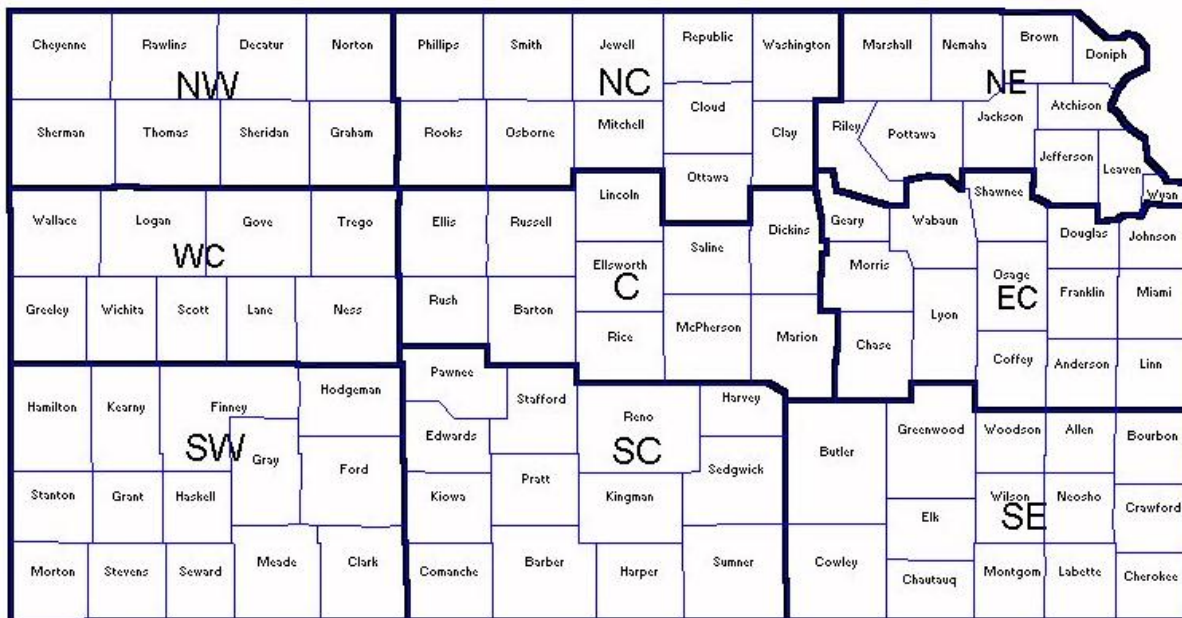 Cheyenne Rawlins Decatur Norton Phillips Smith Jewell Republic Washington Marshall Nemaha Brown Doniph
NW NC NE
Sherman Thomas Sheridan Graham Rooks Osborne Mitchell Cloud Clay Riley Pottawa Jackson Atchison
Jefferson Leaven
Ottawa
Lincoln Shawnee Wyan
Wallace Logan Gove Trego Ellis Russell Saline Dickins Geary Wabaun Douglas Johnson
WC C EC
Ellsworth Morris Osage
Greeley Wichita Scott Lane Ness Rush Barton Rice McPherson Marion Chase Lyon Franklin Miami
Coffey Anderson Linn
Hamilton Kearny Finney Hodgeman Pawnee Stafford Reno Harvey
Greenwood Woodson Allen Bourbon
SW SC SE
Edwards Butler
Gray Ford Sedgwick
Stanton Grant Haskell Kiowa Pratt Kingman Elk Wilson Neosho Crawford
Morton Stevens Seward Meade Clark Comanche Barber Harper Sumner Cowley Chautauq Montgom Labette Cherokee